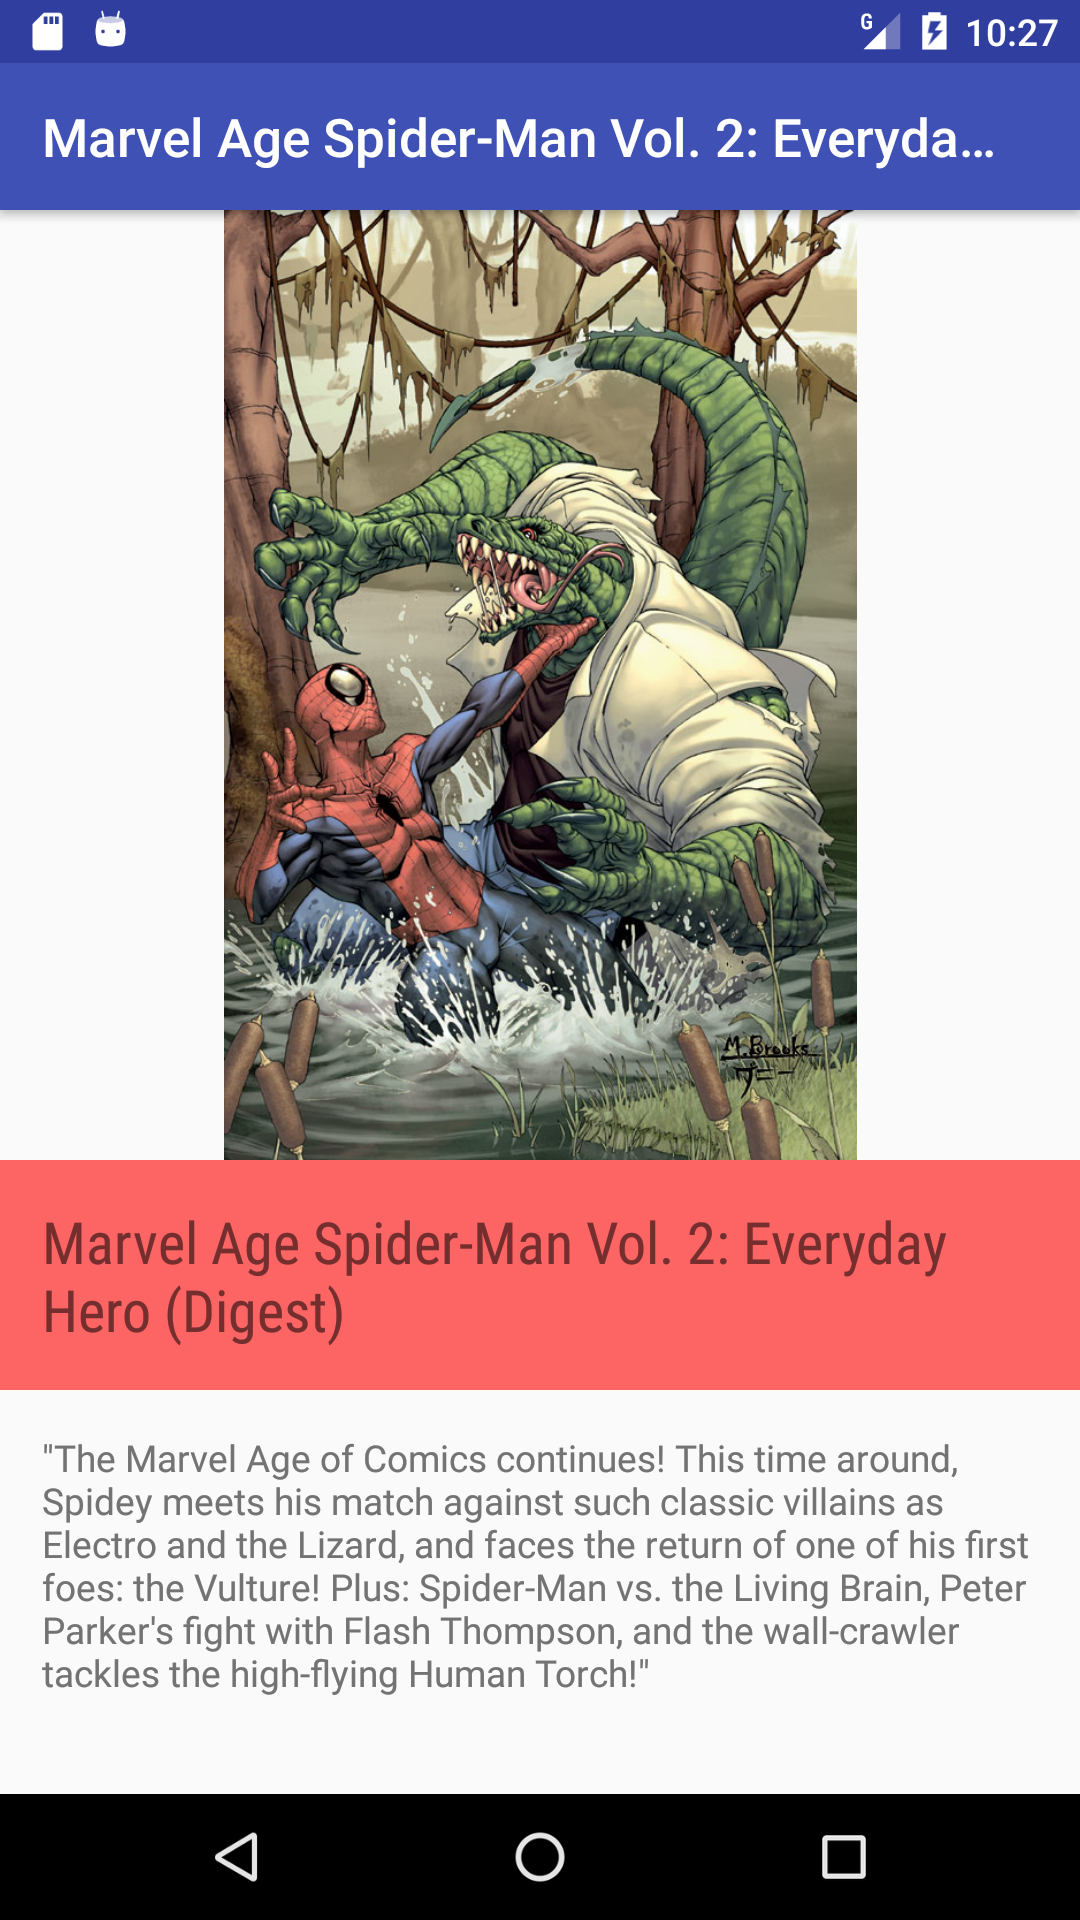 G 10:27
Marvel Age Spider-Man Vol. 2: Everyda...
M.Brooks
Marvel Age Spider-Man Vol. 2: Everyday
Hero (Digest)
"The Marvel Age of Comics continues! This time around,
Spidey meets his match against such classic villains as
Electro and the Lizard, and faces the return of one of his first
foes: the Vulture! Plus: Spider-Man vs. the Living Brain, Peter
Parker's fight with Flash Thompson, and the wall-crawler
tackles the high-flying Human Torch!"